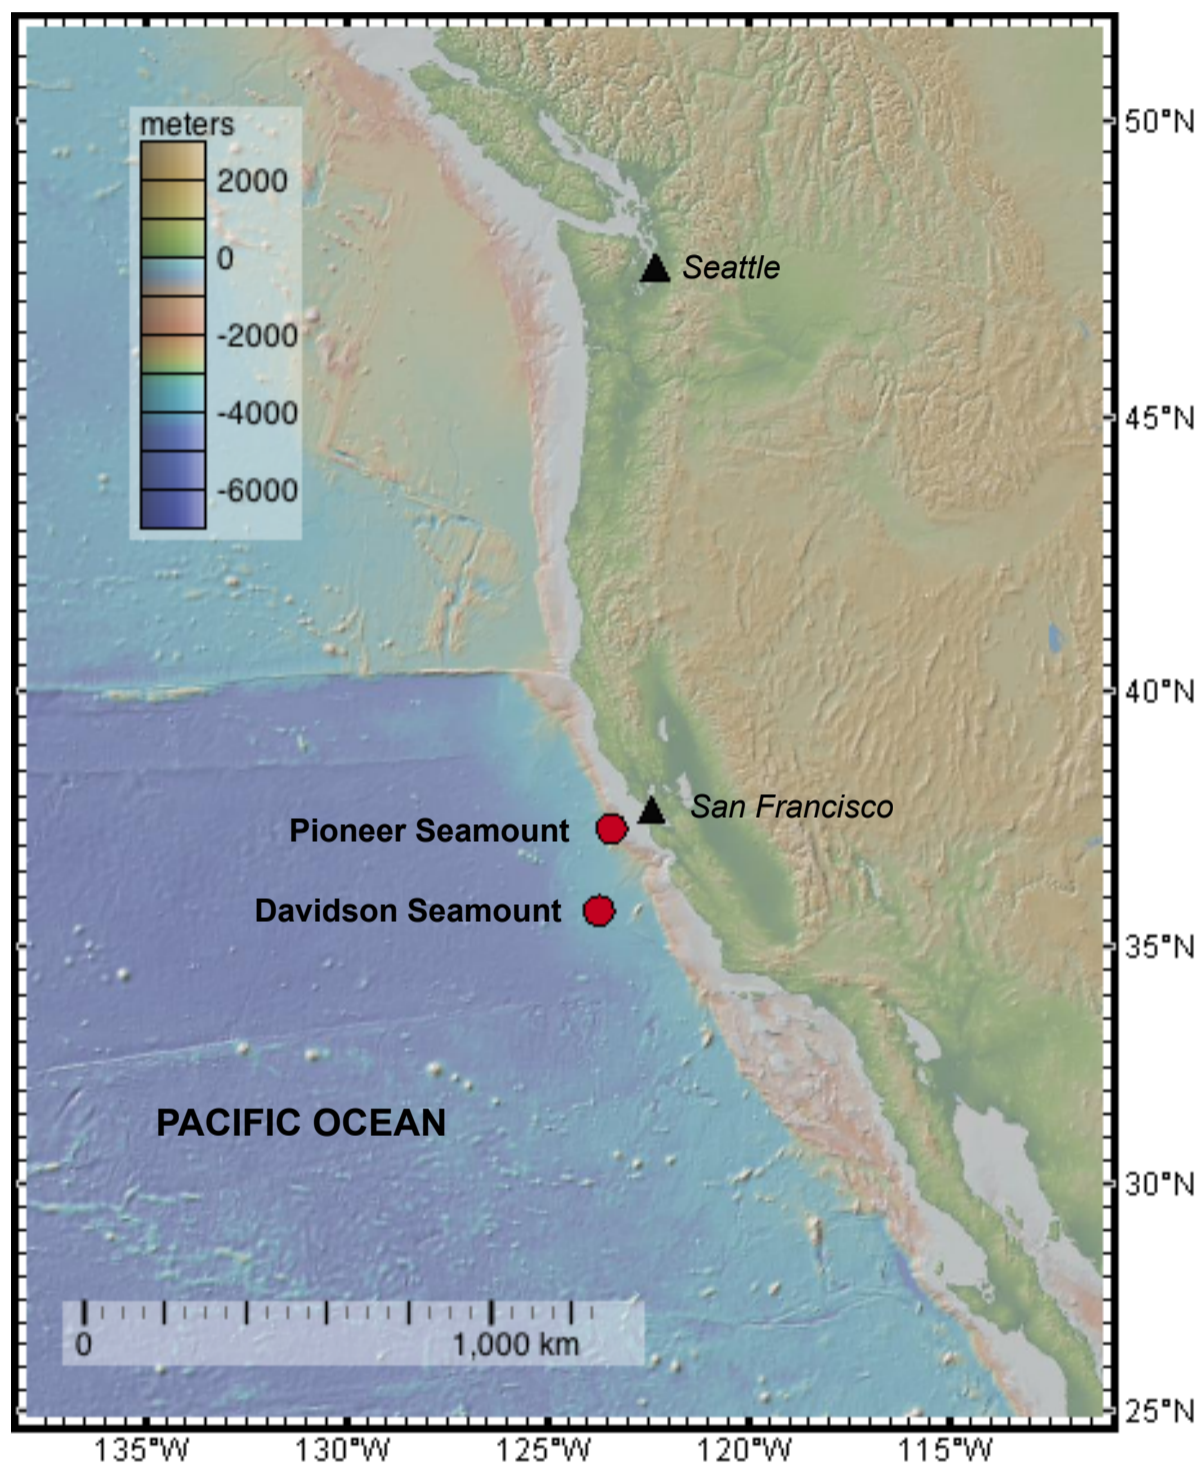 meters
2000
0
-2000
-4000
-6000
50°N
Seattle
45°N
40°N
San Francisco
Pioneer Seamount
Davidson Seamount
35°N
PACIFIC OCEAN
30°N
0 1,000 km
25°N
135°W 130°W 125°W 120°W 115°W